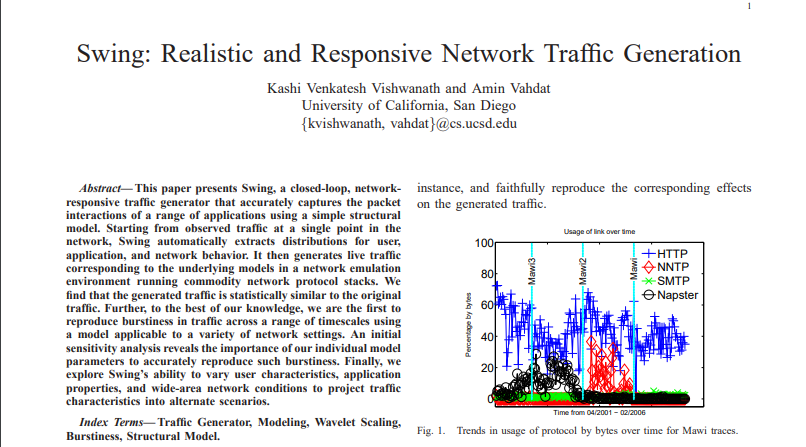 1
Swing: Realistic and Responsive Network Traffic Generation
Kashi Venkatesh Vishwanath and Amin Vahdat
University of California, San Diego
{kvishwanath, vahdat}@cs.ucsd.edu
Abstract—This paper presents Swing, a closed-loop, network-
responsive traffic generator that accurately captures the packet
interactions of a range of applications using a simple structural
model. Starting from observed traffic at a single point in the
network, Swing automatically extracts distributions for user,
application, and network behavior. It then generates live traffic
corresponding to the underlying models in a network emulation
environment running commodity network protocol stacks. We
find that the generated traffic is statistically similar to the original
traffic. Further, to the best of our knowledge, we are the first to
reproduce burstiness in traffic across a range of timescales using
a model applicable to a variety of network settings. An initial
sensitivity analysis reveals the importance of our individual model
parameters to accurately reproduce such burstiness. Finally, we
explore Swing's ability to vary user characteristics, application
properties, and wide-area network conditions to project traffic
characteristics into alternate scenarios.
Index Terms—Traffic Generator, Modeling, Wavelet Scaling,
Burstiness, Structural Model.
instance, and faithfully reproduce the corresponding effects
on the generated traffic.
Usage of link over time
100
80
60
40
20
0
Percentage by bytes
Mawi3
Mawi2
Mawi
HTTP
NNTP
SMTP
Napster
Time from 04/2001 - 02/2006
Fig. 1. Trends in usage of protocol by bytes over time for Mawi traces.